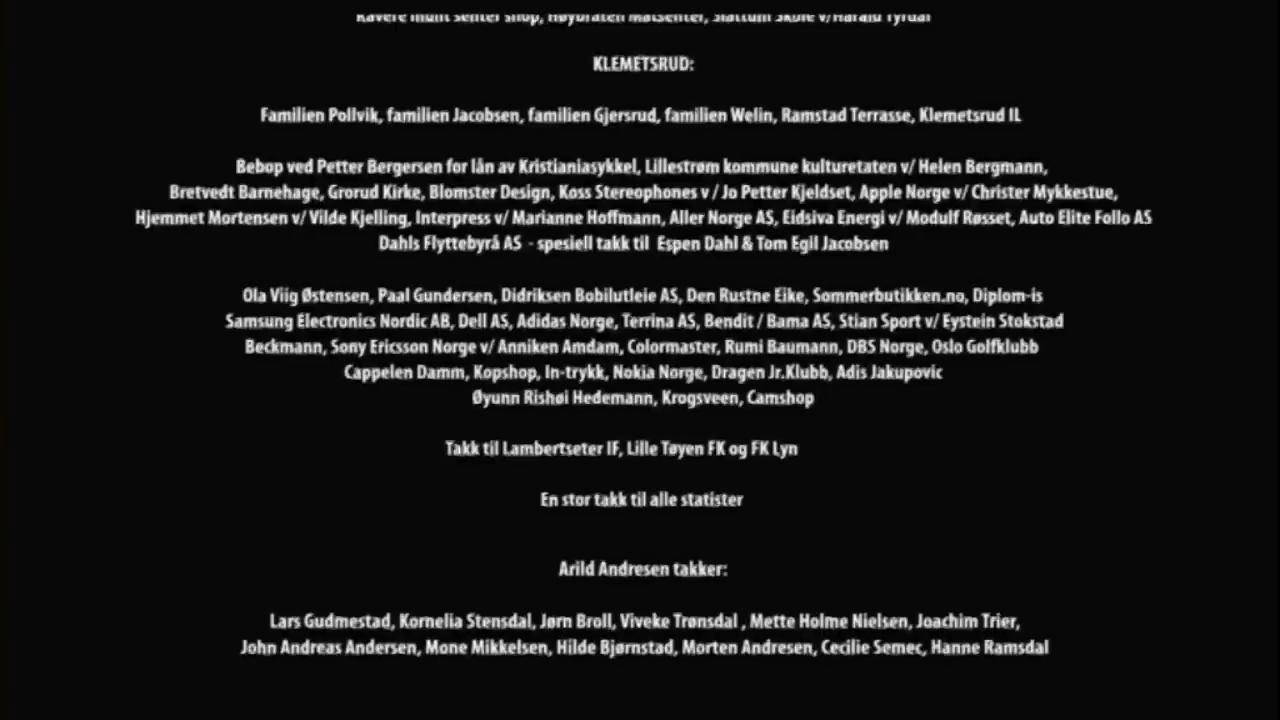 senter shop, Høybråten Møtsenter, Slattum Skole v/Harald Tyrdal
KLEMETSRUD:
Familien Pollvik, familien Jacobsen, familien Gjersrud, familien Welin, Ramstad Terrasse, Klemetsrud IL
Bebop ved Petter Bergersen for lån av Kristianiasykkel, Lillestrøm kommune kulturetaten v/ Helen Bergmann,
Bretvedt Barnehage, Grorud Kirke, Blomster Design, Koss Stereophones v / Jo Petter Kjeldset, Apple Norge v/ Christer Mykkestue,
Hjemmet Mortensen v/ Vilde Kjelling, Interpress v/ Marianne Hoffmann, Aller Norge AS, Eidsiva Energi v/ Modulf Røsset, Auto Elite Follo AS
Dahls Flyttebyrå AS - spesiell takk til Espen Dahl & Tom Egil Jacobsen
Ola Viig Østensen, Paal Gundersen, Didriksen Bobilutleie AS, Den Rustne Eike, Sommerbutikken.no, Diplom-is
Samsung Electronics Nordic AB, Dell AS, Adidas Norge, Terrina AS, Bendit / Bama AS, Stian Sport v/ Eystein Stokstad
Beckmann, Sony Ericsson Norge v/ Anniken Amdam, Colormaster, Rumi Baumann, DBS Norge, Oslo Golfklubb
Cappelen Damm, Kopshop, In-trykk, Nokia Norge, Dragen Jr.Klubb, Adis Jakupovic
Øyunn Rishøi Hedemann, Krogsveen, Camshop
Takk til Lambertseter IF, Lille Tøyen FK og FK Lyn
En stor takk til alle statister
Arild Andresen takker:
Lars Gudmestad, Kornelia Stensdal, Jørn Broll, Viveke Trønsdal , Mette Holme Nielsen, Joachim Trier,
John Andreas Andersen, Mone Mikkelsen, Hilde Bjørnstad, Morten Andresen, Cecilie Semec, Hanne Ramsdal